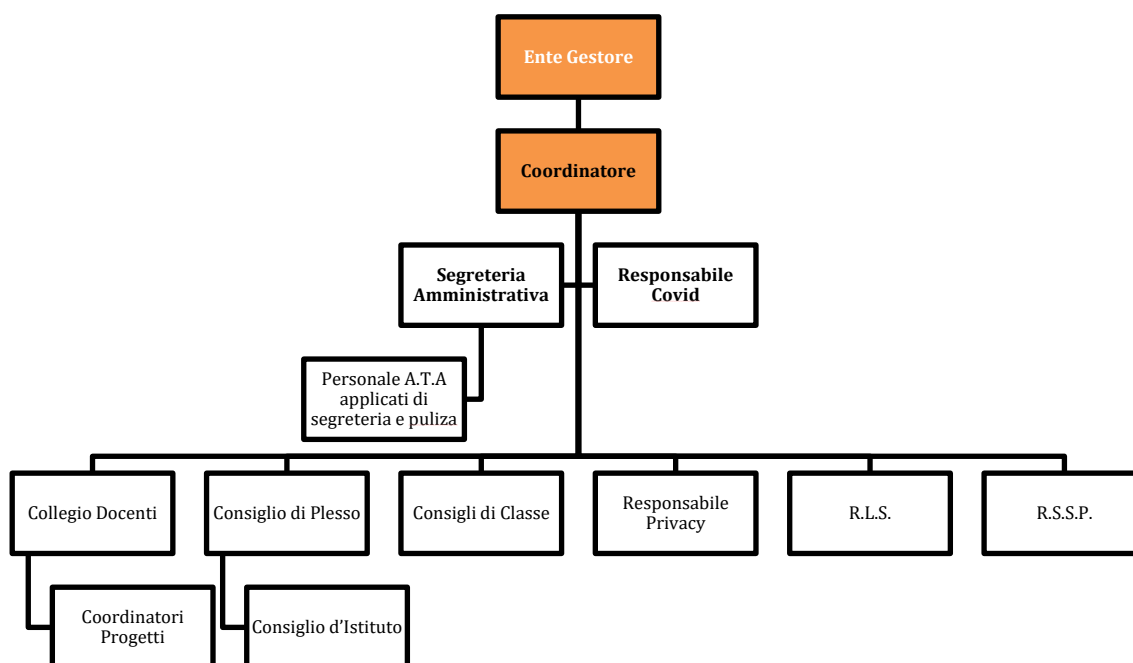 Ente Gestore
Coordinatore
Segreteria
Amministrativa
Responsabile
Covid
Personale A.T.A
applicati di
segreteria e puliza
Collegio Docenti
Consiglio di Plesso
Consigli di Classe
Responsabile
Privacy
R.L.S.
R.S.S.P.
Coordinatori
Progetti
Consiglio d’Istituto